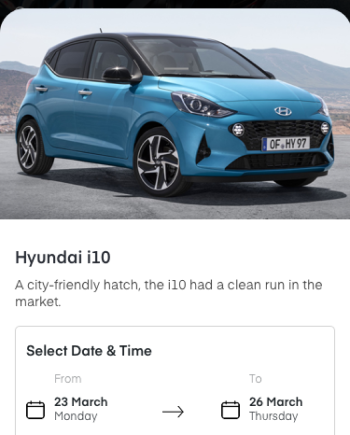 OF HY 97
Hyundai i10
A city-friendly hatch, the i10 had a clean run in the
market.
Select Date & Time
From To
23 March 26 March
Monday Thursday